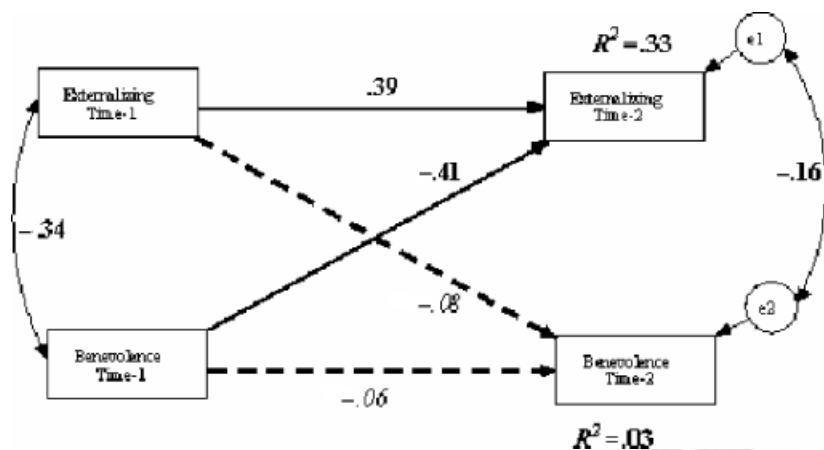 R² = .33
e1
Externalizing
Time-1
.39
Externalizing
Time-2
-.41
-.16
-.34
-.08
e2
Benevolence
Time-1
-.06
Benevolence
Time-2
R² = .03